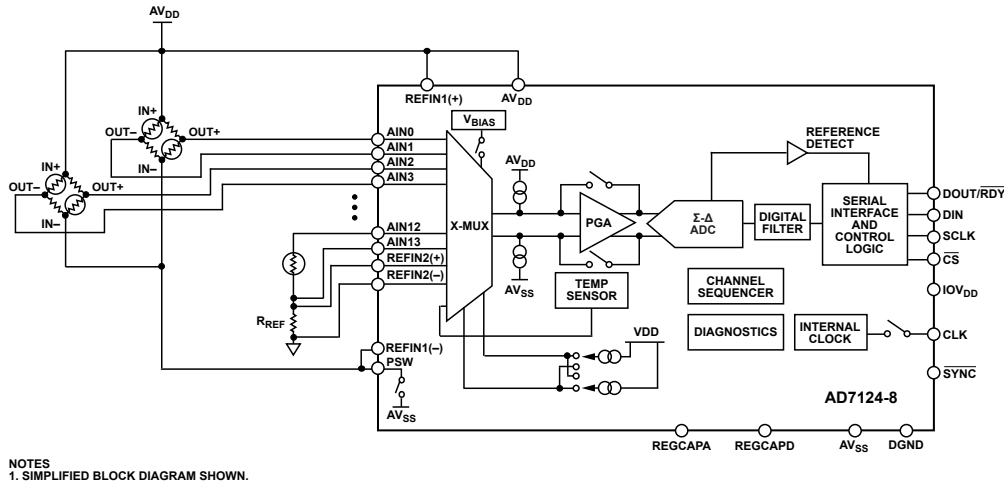 AVDD
IN+
OUT–
OUT+
IN–
IN+
OUT–
OUT+
IN–
REFIN1(+)
AVDD
AIN0
AIN1
AIN2
AIN3
AIN12
AIN13
REFIN2(+)
REFIN2(–)
RREF
REFIN1(–)
PSW
AVSS
VBIAS
X-MUX
AVDD
AVSS
PGA
Σ-Δ
ADC
DIGITAL
FILTER
REFERENCE
DETECT
SERIAL
INTERFACE
AND
CONTROL
LOGIC
TEMP
SENSOR
CHANNEL
SEQUENCER
DIAGNOSTICS
INTERNAL
CLOCK
VDD
DOUT/RDY
DIN
SCLK
CS
IOVDD
CLK
SYNC
AD7124-8
REGCAPA
REGCAPD
AVSS
DGND
NOTES
1. SIMPLIFIED BLOCK DIAGRAM SHOWN.